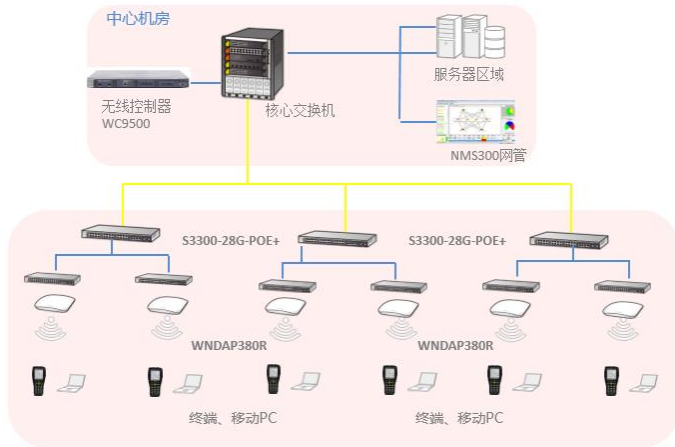 中心机房
服务器区域
无线控制器
WC9500
核心交换机
NMS300网管
S3300-28G-POE+
S3300-28G-POE+
WNDAP380R
WNDAP380R
终端、移动PC
终端、移动PC